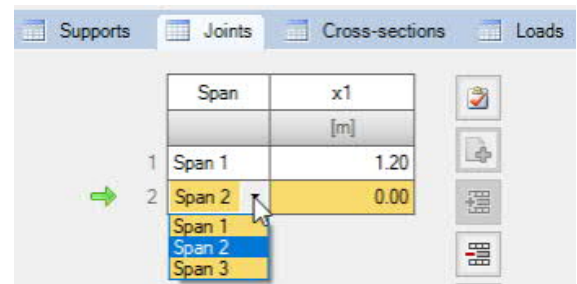 Supports Joints Cross-sections Loads
Span x1
[m]
1 Span 1 1.20
2 Span 2 0.00
Span 1
Span 2
Span 3